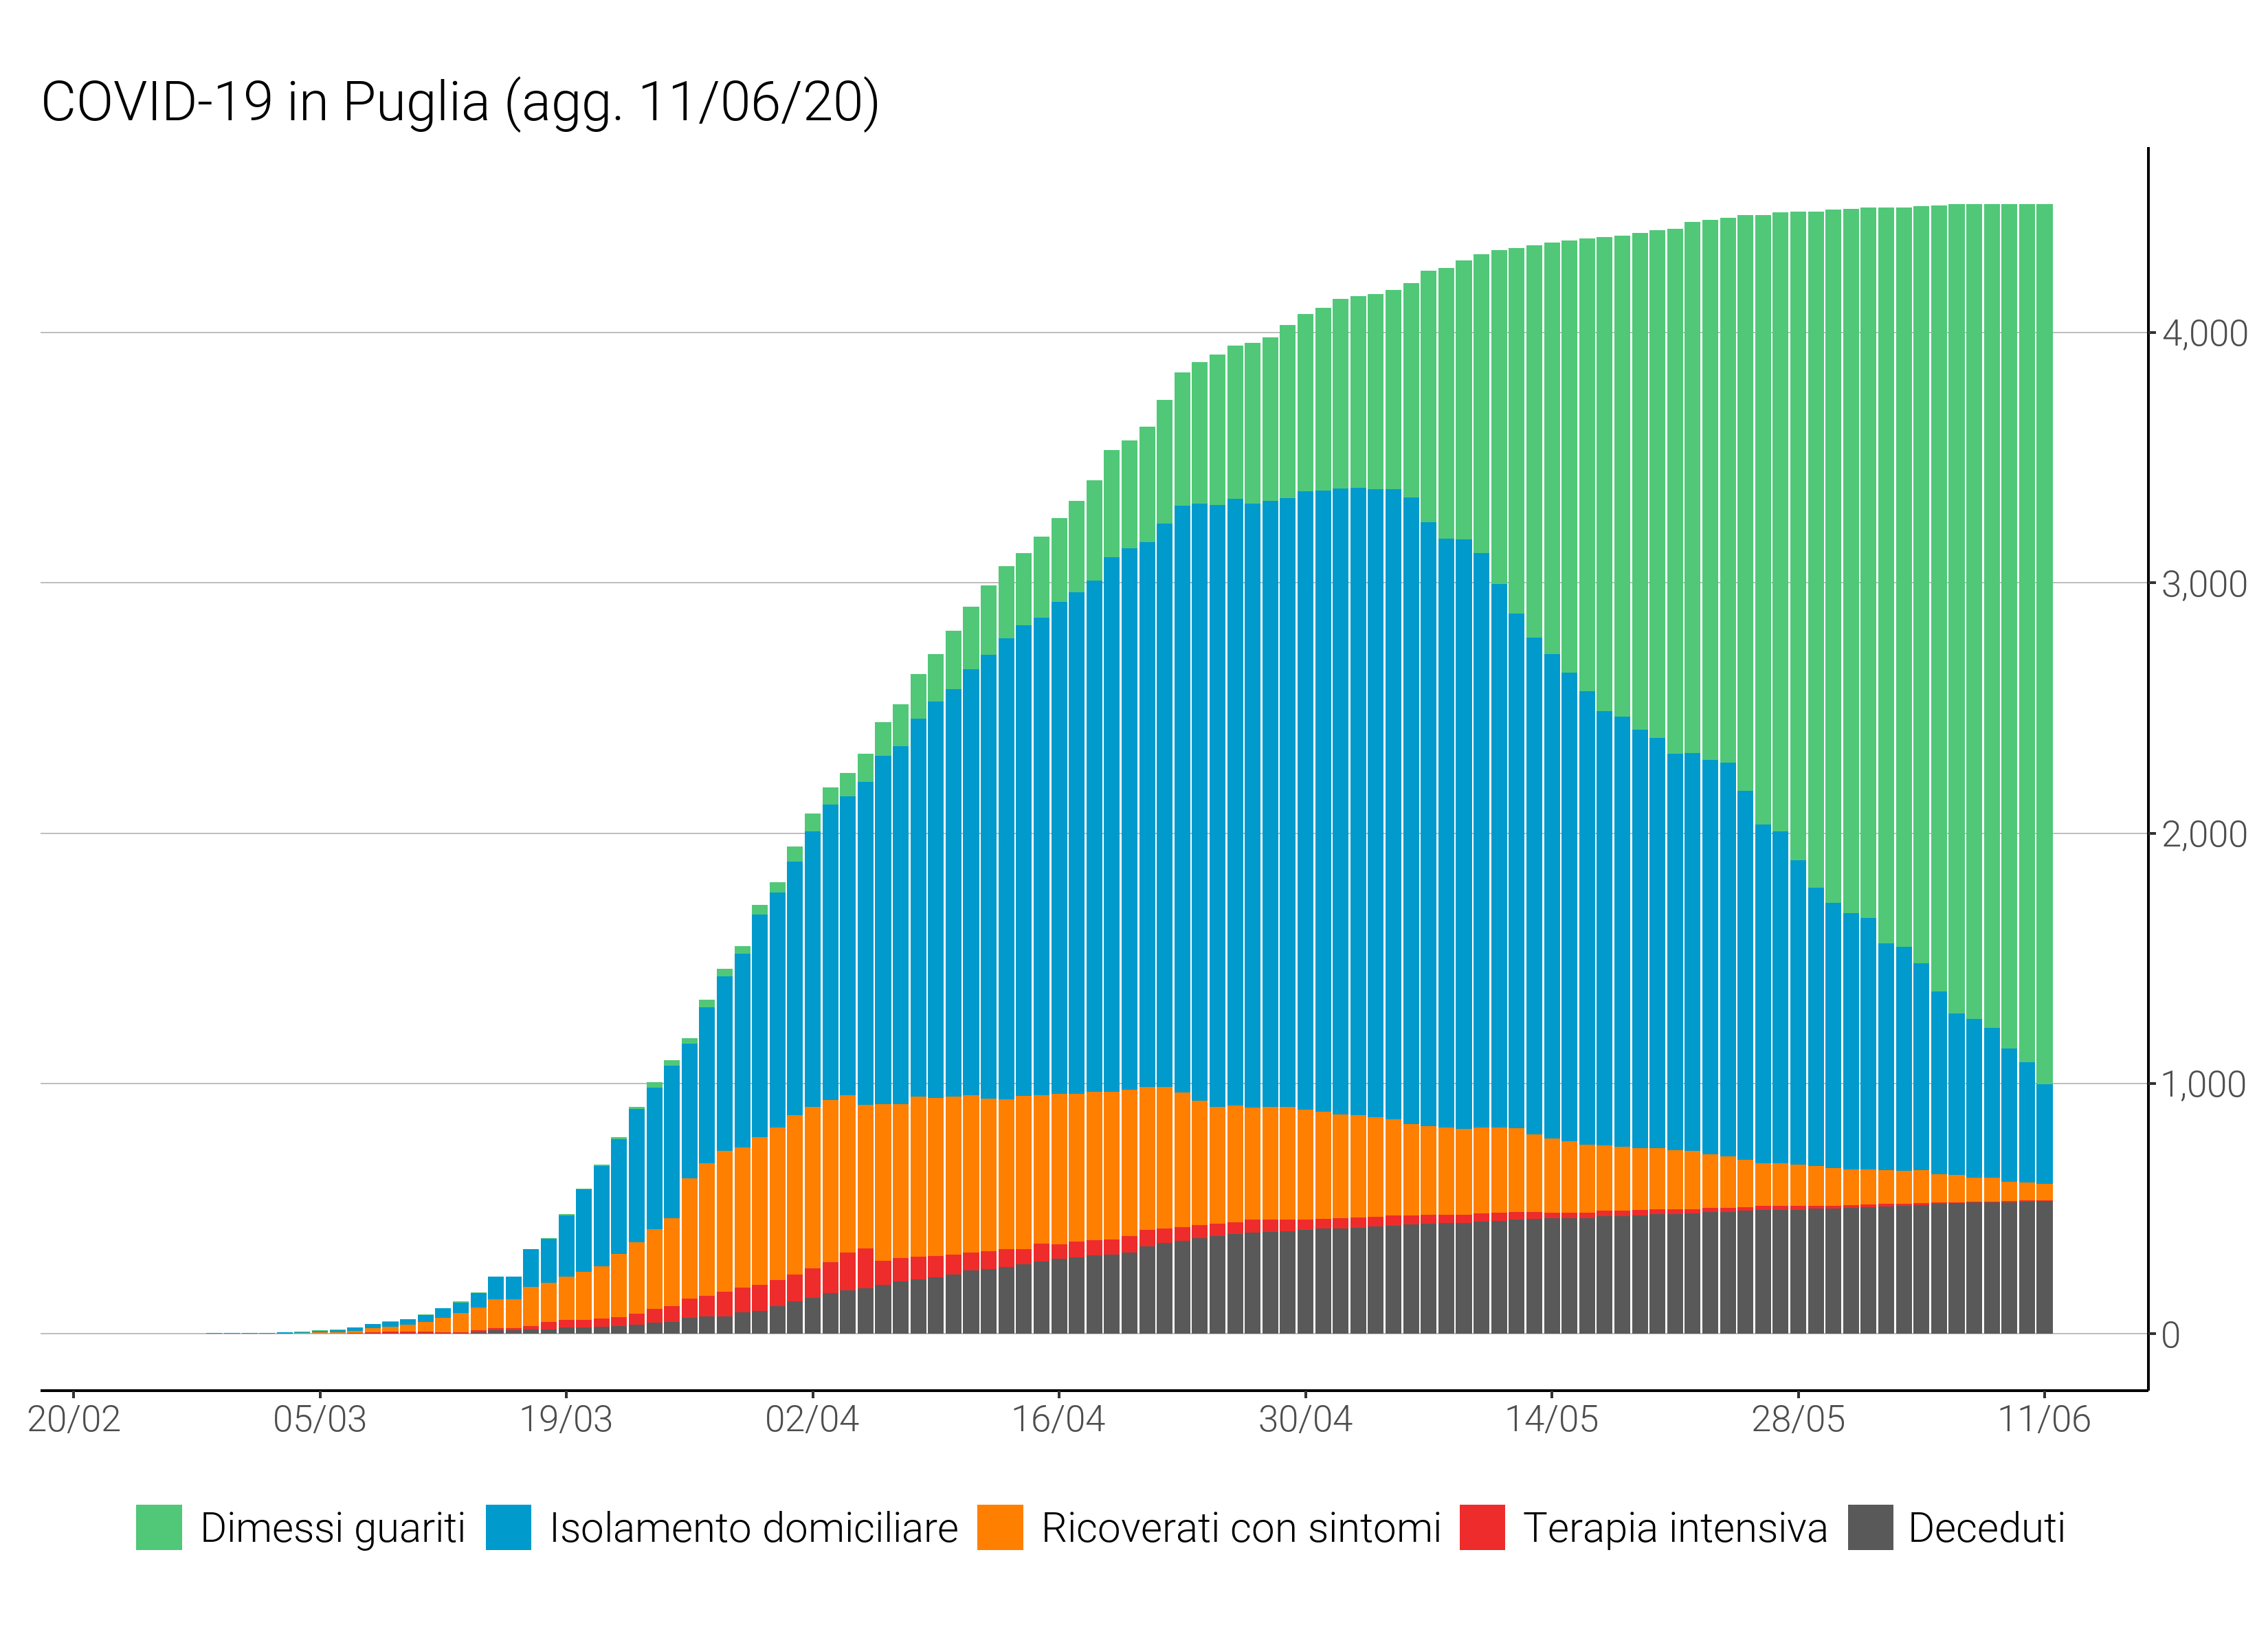 COVID-19 in Puglia (agg. 11/06/20)
4,000
3,000
2,000
1,000
0
20/02 05/03 19/03 02/04 16/04 30/04 14/05 28/05 11/06
Dimessi guariti Isolamento domiciliare Ricoverati con sintomi Terapia intensiva Deceduti